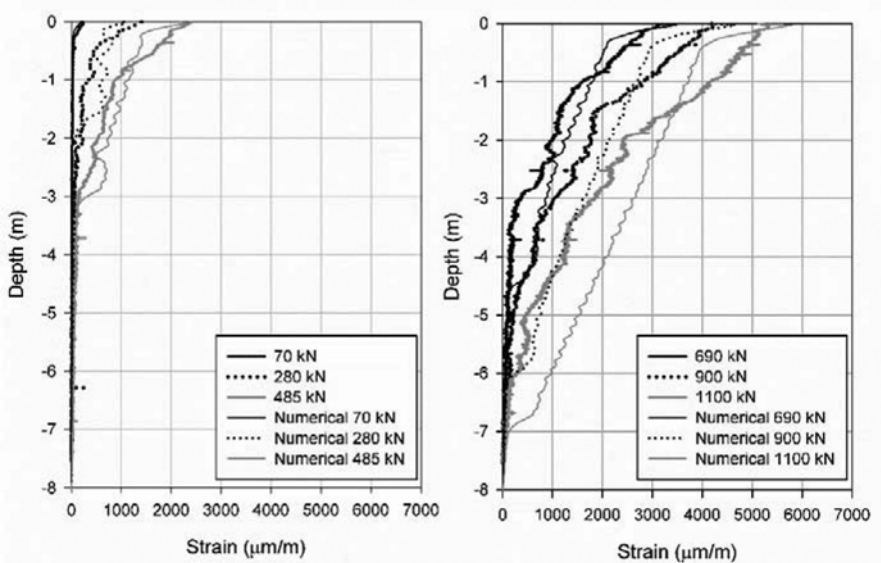 0
-1
-2
-3
-4
-5
-6
-7
-8
Depth (m)
70 kN
280 kN
485 kN
Numerical 70 kN
Numerical 280 kN
Numerical 485 kN
0 1000 2000 3000 4000 5000 6000 7000
Strain (μm/m)
0
-1
-2
-3
-4
-5
-6
-7
-8
Depth (m)
690 kN
900 kN
1100 kN
Numerical 690 kN
Numerical 900 kN
Numerical 1100 kN
0 1000 2000 3000 4000 5000 6000 7000
Strain (μm/m)